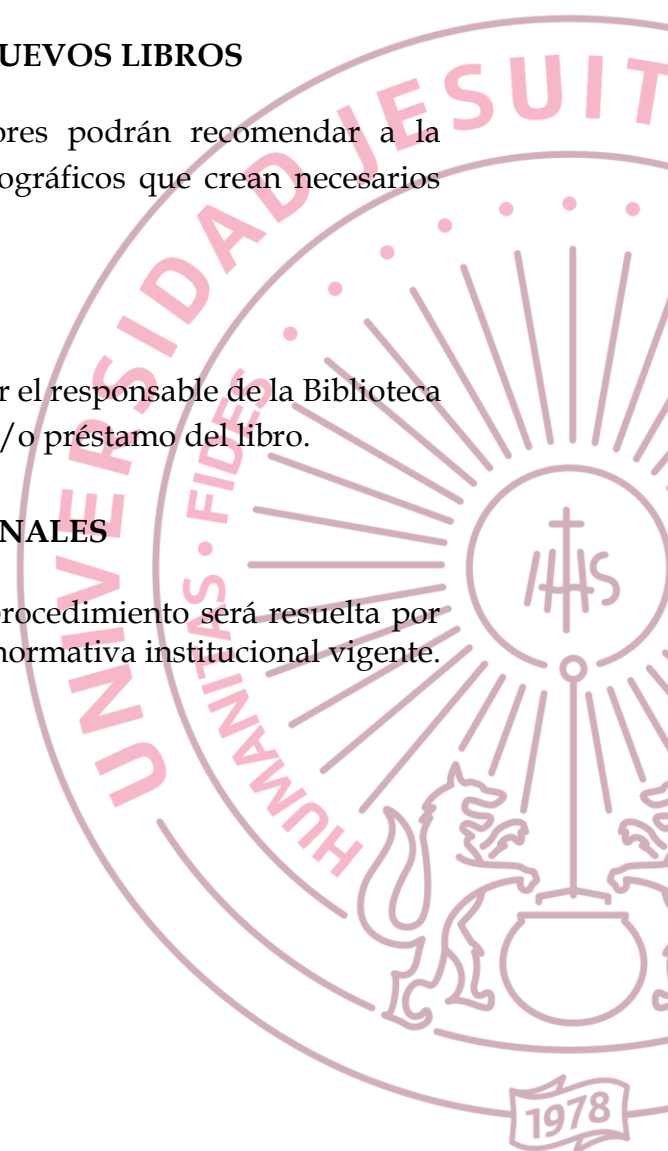 UEVOS LIBROS
ores podrán recomendar a la
ográficos que crean necesarios
r el responsable de la Biblioteca
/o préstamo del libro.
NALES
procedimiento será resuelta por
normativa institucional vigente.
UNIVERSIDAD JESUIT
HUMANITAS • FIDES
IHS
1978